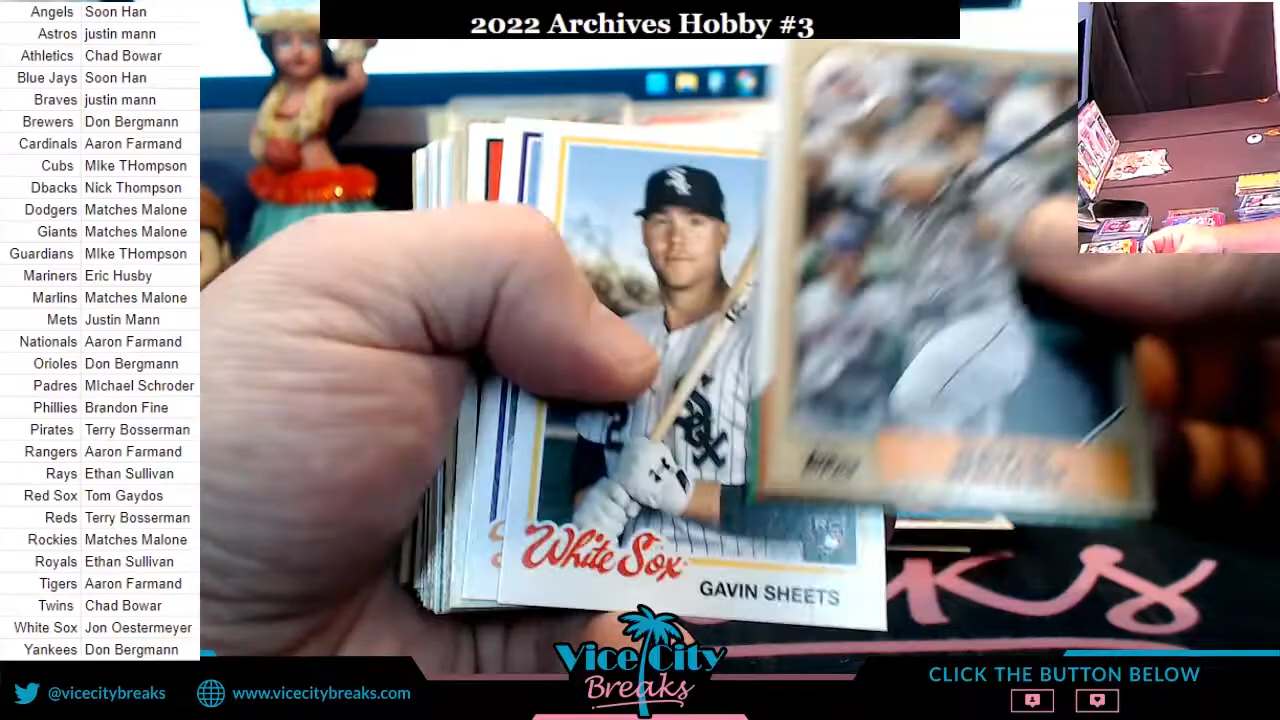 2022 Archives Hobby #3
Angels Soon Han
Astros justin mann
Athletics Chad Bowar
Blue Jays Soon Han
Braves justin mann
Brewers Don Bergmann
Cardinals Aaron Farmand
Cubs MIke THompson
Dbacks Nick Thompson
Dodgers Matches Malone
Giants Matches Malone
Guardians MIke THompson
Mariners Eric Husby
Marlins Matches Malone
Mets Justin Mann
Nationals Aaron Farmand
Orioles Don Bergmann
Padres MIchael Schroder
Phillies Brandon Fine
Pirates Terry Bosserman
Rangers Aaron Farmand
Rays Ethan Sullivan
Red Sox Tom Gaydos
Reds Terry Bosserman
Rockies Matches Malone
Royals Ethan Sullivan
Tigers Aaron Farmand
Twins Chad Bowar
White Sox Jon Oestermeyer
Yankees Don Bergmann
Sox
White Sox
GAVIN SHEETS
RC
@vicecitybreaks
www.vicecitybreaks.com
Vice City
Breaks
CLICK THE BUTTON BELOW